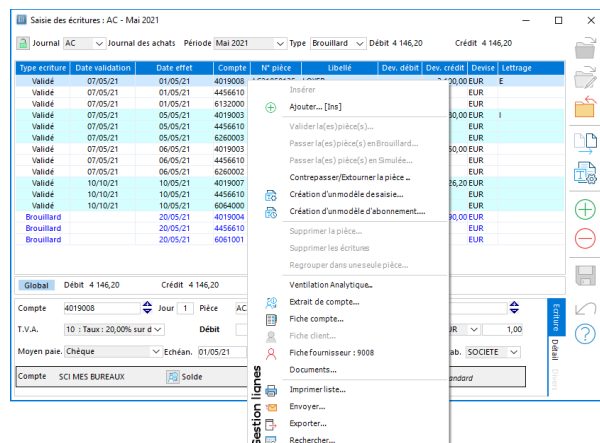 Saisie des écritures : AC - Mai 2021
Journal AC Journal des achats Période Mai 2021 Type Brouillard Débit 4 146,20 Crédit 4 146,20
Type ecriture Date validation Date effet Compte N° pièce Libellé Dev. débit Dev. crédit Devise Lettrage
Validé 07/05/21 01/05/21 4019008 EUR E
Validé 07/05/21 01/05/21 4456610 EUR
Validé 07/05/21 01/05/21 6132000 EUR
Validé 07/05/21 05/05/21 4019003 EUR I
Validé 07/05/21 05/05/21 4456610 EUR
Validé 07/05/21 05/05/21 6260003 EUR
Validé 07/05/21 06/05/21 4019003 EUR
Validé 07/05/21 06/05/21 4456610 EUR
Validé 07/05/21 06/05/21 6260002 EUR
Validé 10/10/21 10/05/21 4019007 26,20 EUR
Validé 10/10/21 10/05/21 4456610 EUR
Validé 10/10/21 10/05/21 6064000 EUR
Brouillard 20/05/21 4019004 EUR
Brouillard 20/05/21 4456610 EUR
Brouillard 20/05/21 6061001 EUR
Insérer
Ajouter... [Ins]
Valider la(es) pièce(s)...
Passer la(es) pièce(s) en Brouillard...
Passer la(es) pièce(s) en Simulée...
Contrepasser/Extourner la pièce ..
Création d'un modèle de saisie...
Création d'un modèle d'abonnement....
Supprimer la pièce...
Supprimer les écritures
Regrouper dans une seule pièce...
Ventilation Analytique..
Extrait de compte...
Fiche compte...
Fiche client...
Fiche fournisseur : 9008
Documents...
Imprimer liste...
Envoyer...
Exporter...
Rechercher...
Gestion lignes
Global Débit 4 146,20 Crédit 4 146,20
Compte 4019008 Jour 1 Pièce AC
T.V.A. 10 : Taux : 20,00% sur d Débit 1,00
Moyen paie. Chèque Echéan. 01/05/21 ab. SOCIETE
Compte SCI MES BUREAUX Solde andard
Ecriture
Détail
Divers